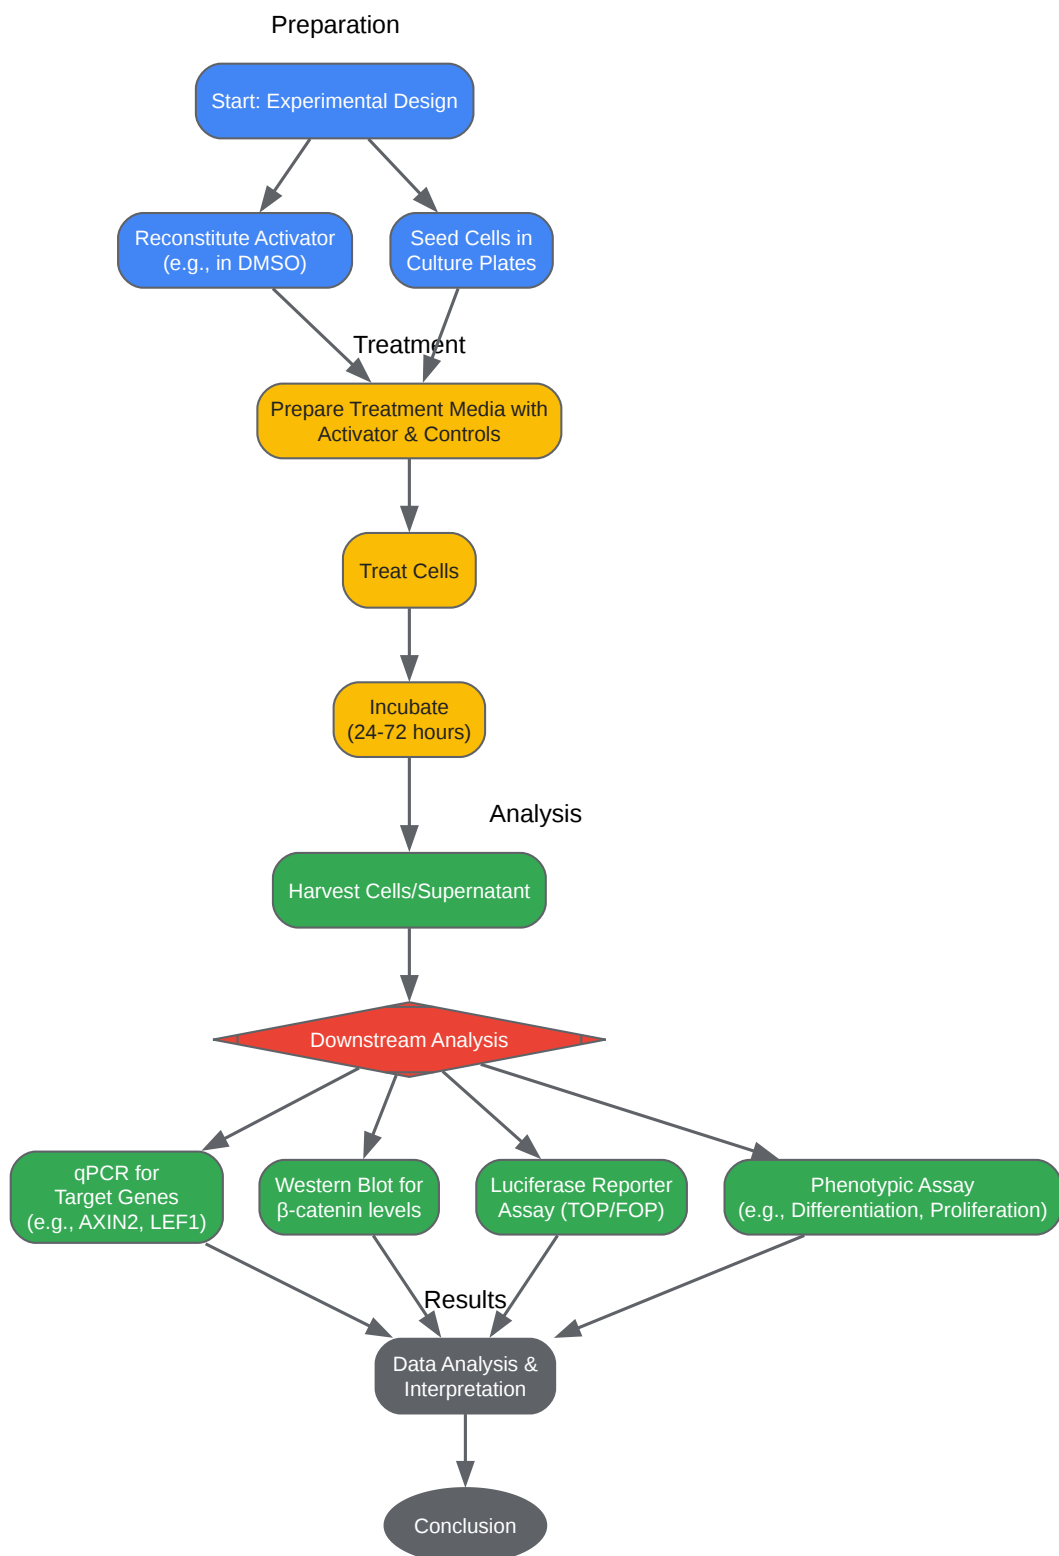 Preparation
Start: Experimental Design
Reconstitute Activator
(e.g., in DMSO)
Seed Cells in
Culture Plates
Treatment
Prepare Treatment Media with
Activator & Controls
Treat Cells
Incubate
(24-72 hours)
Analysis
Harvest Cells/Supernatant
Downstream Analysis
qPCR for
Target Genes
(e.g., AXIN2, LEF1)
Western Blot for
β-catenin levels
Luciferase Reporter
Assay (TOP/FOP)
Phenotypic Assay
(e.g., Differentiation, Proliferation)
Results
Data Analysis &
Interpretation
Conclusion